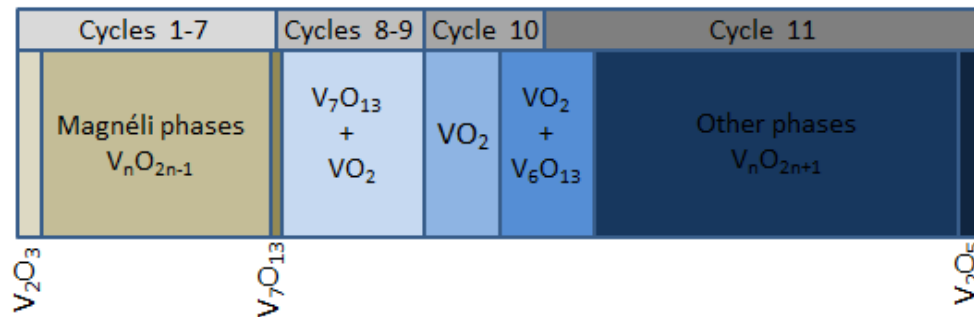 Cycles 1-7
Cycles 8-9
Cycle 10
Cycle 11
Magnéli phases
VₙO₂ₙ₋₁
V₇O₁₃
+
VO₂
VO₂
VO₂
+
V₆O₁₃
Other phases
VₙO₂ₙ₊₁
V₂O₃
V₇O₁₃
V₂O₅